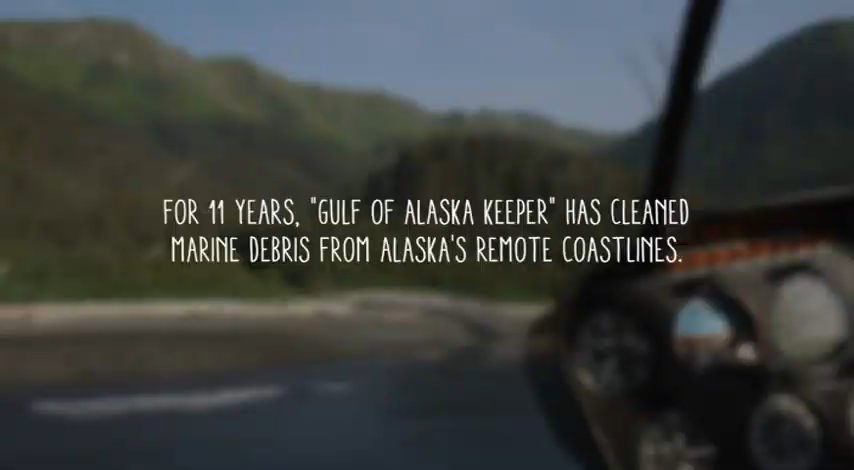 FOR 11 YEARS, "GULF OF ALASKA KEEPER" HAS CLEANED
MARINE DEBRIS FROM ALASKA'S REMOTE COASTLINES.